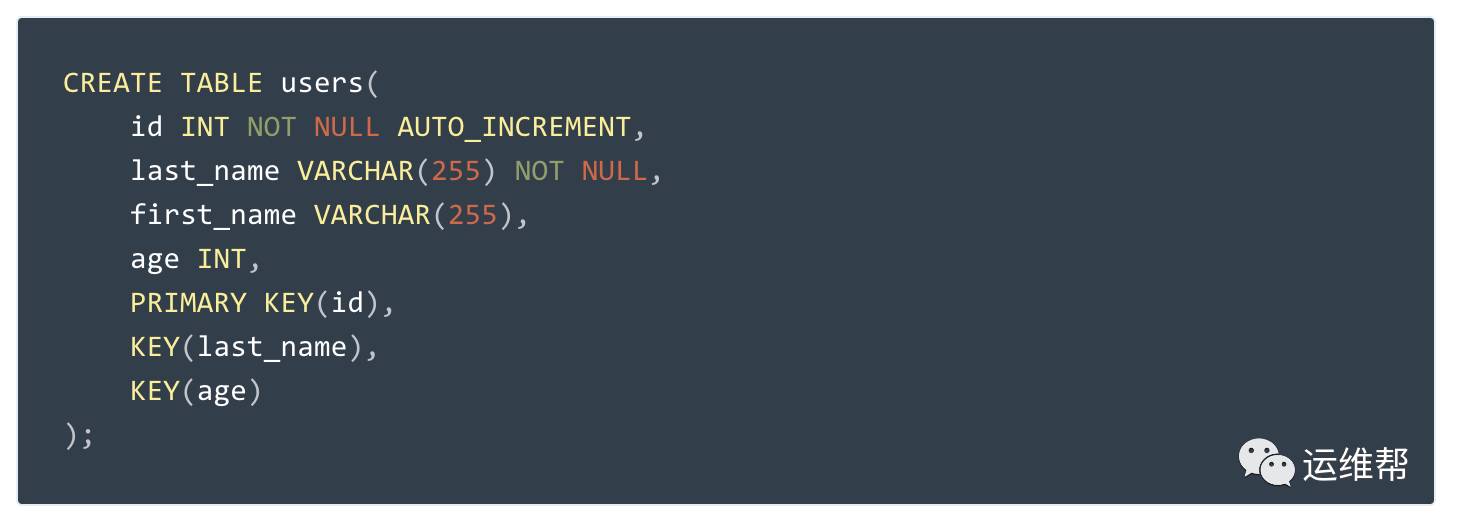 CREATE TABLE users(
    id INT NOT NULL AUTO_INCREMENT,
    last_name VARCHAR(255) NOT NULL,
    first_name VARCHAR(255),
    age INT,
    PRIMARY KEY(id),
    KEY(last_name),
    KEY(age)
);
运维帮